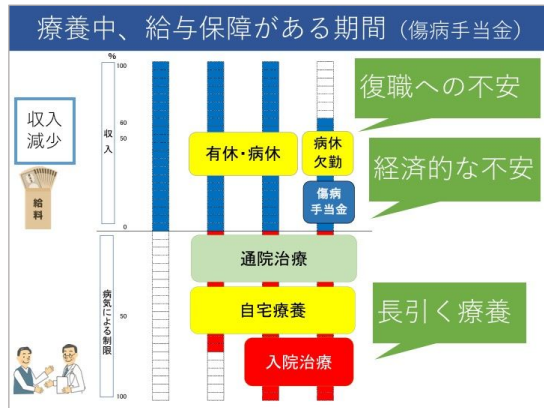 療養中、給与保障がある期間（傷病手当金）
%
100
60
50
0
収入
収入
減少
給料
有休・病休
病休
欠勤
傷病
手当金
復職への不安
経済的な不安
病気による制限
50
100
通院治療
自宅療養
入院治療
長引く療養